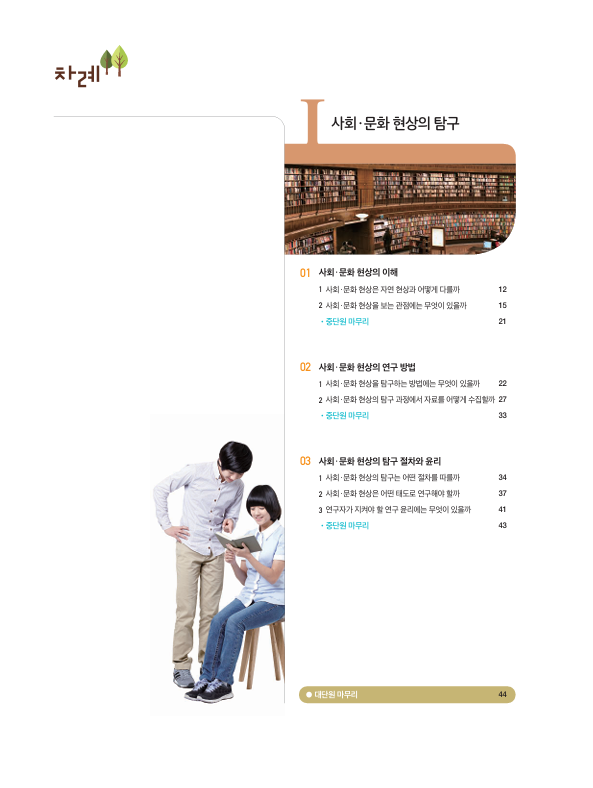 차례
I 사회·문화 현상의 탐구
01 사회·문화 현상의 이해
1 사회·문화 현상은 자연 현상과 어떻게 다를까 12
2 사회·문화 현상을 보는 관점에는 무엇이 있을까 15
· 중단원 마무리 21
02 사회·문화 현상의 연구 방법
1 사회·문화 현상을 탐구하는 방법에는 무엇이 있을까 22
2 사회·문화 현상의 탐구 과정에서 자료를 어떻게 수집할까 27
· 중단원 마무리 33
03 사회·문화 현상의 탐구 절차와 윤리
1 사회·문화 현상의 탐구는 어떤 절차를 따를까 34
2 사회·문화 현상은 어떤 태도로 연구해야 할까 37
3 연구자가 지켜야 할 연구 윤리에는 무엇이 있을까 41
· 중단원 마무리 43
● 대단원 마무리 44